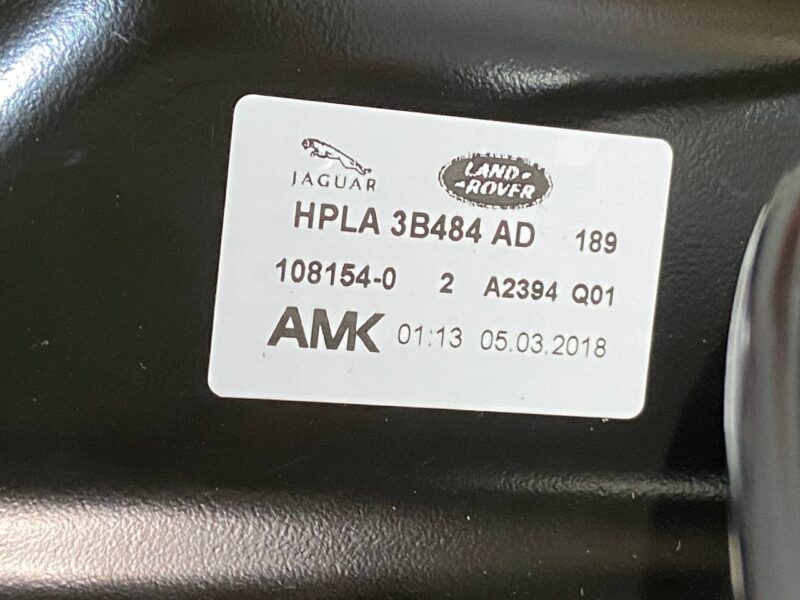 JAGUAR
LAND-
-ROVER
HPLA 3B484 AD 189
108154-0 2 A2394 Q01
AMK 01:13 05.03.2018